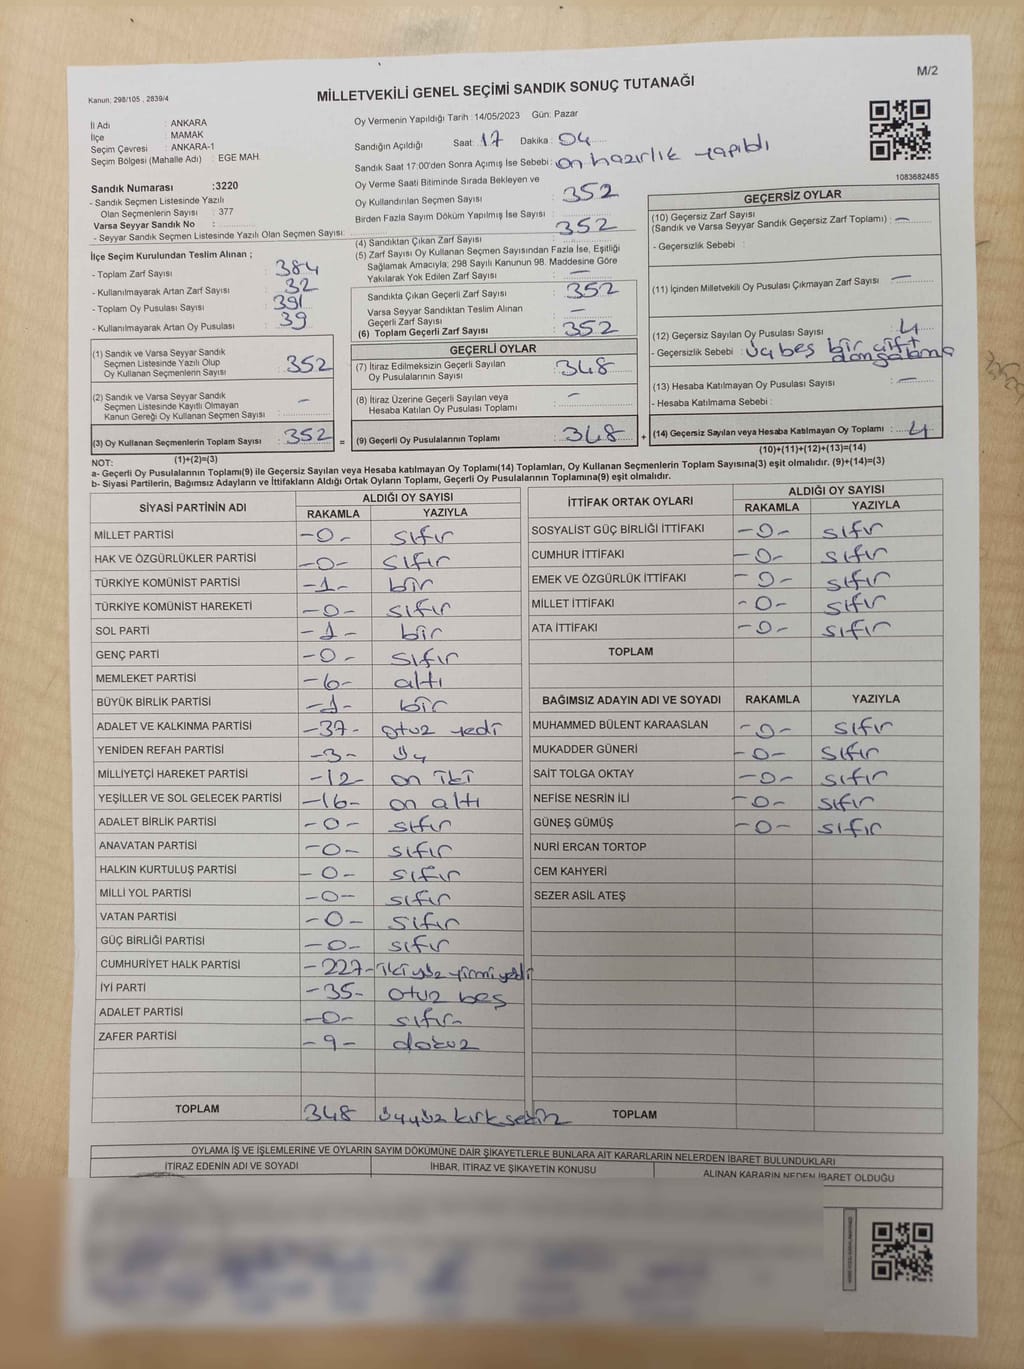 M/2
Kanun: 298/105 , 2839/4
MİLLETVEKİLİ GENEL SEÇİMİ SANDIK SONUÇ TUTANAĞI
İl Adı : ANKARA
İlçe : MAMAK
Seçim Çevresi : ANKARA-1
Seçim Bölgesi (Mahalle Adı) : EGE MAH.
Oy Vermenin Yapıldığı Tarih :14/05/2023 Gün: Pazar
Sandığın Açıldığı Saat: 17 Dakika: 04
Sandık Saat 17:00'den Sonra Açımış İse Sebebi: ön hazırlık yapıldı
1083682485
Sandık Numarası :3220
- Sandık Seçmen Listesinde Yazılı
Olan Seçmenlerin Sayısı : 377
Varsa Seyyar Sandık No :
- Seyyar Sandık Seçmen Listesinde Yazılı Olan Seçmen Sayısı:
Oy Verme Saati Bitiminde Sırada Bekleyen ve
Oy Kullandırılan Seçmen Sayısı : 352
Birden Fazla Sayım Döküm Yapılmış İse Sayısı : 352
İlçe Seçim Kurulundan Teslim Alınan ;
- Toplam Zarf Sayısı : 384
- Kullanılmayarak Artan Zarf Sayısı : 32
- Toplam Oy Pusulası Sayısı : 391
- Kullanılmayarak Artan Oy Pusulası : 39
(4) Sandıktan Çıkan Zarf Sayısı
(5) Zarf Sayısı Oy Kullanan Seçmen Sayısından Fazla İse, Eşitliği
Sağlamak Amacıyla; 298 Sayılı Kanunun 98. Maddesine Göre
Yakılarak Yok Edilen Zarf Sayısı : –
Sandıkta Çıkan Geçerli Zarf Sayısı : 352
Varsa Seyyar Sandıktan Teslim Alınan
Geçerli Zarf Sayısı : –
(6) Toplam Geçerli Zarf Sayısı : 352
GEÇERSİZ OYLAR
(10) Geçersiz Zarf Sayısı
(Sandık ve Varsa Seyyar Sandık Geçersiz Zarf Toplamı) : –
- Geçersizlik Sebebi :
(11) İçinden Milletvekili Oy Pusulası Çıkmayan Zarf Sayısı –
(12) Geçersiz Sayılan Oy Pusulası Sayısı : 4
- Geçersizlik Sebebi : üç beş bir çift
damgalama
(13) Hesaba Katılmayan Oy Pusulası Sayısı : –
- Hesaba Katılmama Sebebi :
(14) Geçersiz Sayılan veya Hesaba Katılmayan Oy Toplamı : 4
(10)+(11)+(12)+(13)=(14)
(1) Sandık ve Varsa Seyyar Sandık
Seçmen Listesinde Yazılı Olup
Oy Kullanan Seçmenlerin Sayısı : 352
(2) Sandık ve Varsa Seyyar Sandık
Seçmen Listesinde Kayıtlı Olmayan
Kanun Gereği Oy Kullanan Seçmen Sayısı : –
(3) Oy Kullanan Seçmenlerin Toplam Sayısı : 352 =
(1)+(2)=(3)
GEÇERLİ OYLAR
(7) İtiraz Edilmeksizin Geçerli Sayılan
Oy Pusulalarının Sayısı : 348
(8) İtiraz Üzerine Geçerli Sayılan veya
Hesaba Katılan Oy Pusulası Toplamı : –
(9) Geçerli Oy Pusulalarının Toplamı : 348 +
NOT:
a- Geçerli Oy Pusulalarının Toplamı(9) ile Geçersiz Sayılan veya Hesaba katılmayan Oy Toplamı(14) Toplamları, Oy Kullanan Seçmenlerin Toplam Sayısına(3) eşit olmalıdır. (9)+(14)=(3)
b- Siyasi Partilerin, Bağımsız Adayların ve İttifakların Aldığı Oyların Toplamı, Geçerli Oy Pusulalarının Toplamına(9) eşit olmalıdır.
SİYASİ PARTİNİN ADI ALDIĞI OY SAYISI
RAKAMLA YAZIYLA
MİLLET PARTİSİ -0- sıfır
HAK VE ÖZGÜRLÜKLER PARTİSİ -0- sıfır
TÜRKİYE KOMÜNİST PARTİSİ -1- bir
TÜRKİYE KOMÜNİST HAREKETİ -0- sıfır
SOL PARTİ -1- bir
GENÇ PARTİ -0- sıfır
MEMLEKET PARTİSİ -6- altı
BÜYÜK BİRLİK PARTİSİ -1- bir
ADALET VE KALKINMA PARTİSİ -37- otuz yedi
YENİDEN REFAH PARTİSİ -3- üç
MİLLİYETÇİ HAREKET PARTİSİ -12 on iki
YEŞİLLER VE SOL GELECEK PARTİSİ -16- on altı
ADALET BİRLİK PARTİSİ -0- sıfır
ANAVATAN PARTİSİ -0- sıfır
HALKIN KURTULUŞ PARTİSİ -0- sıfır
MİLLİ YOL PARTİSİ -0- sıfır
VATAN PARTİSİ -0- sıfır
GÜÇ BİRLİĞİ PARTİSİ -0- sıfır
CUMHURİYET HALK PARTİSİ -227- iki yüz yirmi yedi
İYİ PARTİ -35- otuz beş
ADALET PARTİSİ -0- sıfır
ZAFER PARTİSİ -9- dokuz
TOPLAM 348 üçyüz kırk sekiz
İTTİFAK ORTAK OYLARI ALDIĞI OY SAYISI
RAKAMLA YAZIYLA
SOSYALİST GÜÇ BİRLİĞİ İTTİFAKI -0- sıfır
CUMHUR İTTİFAKI -0- sıfır
EMEK VE ÖZGÜRLÜK İTTİFAKI -0- sıfır
MİLLET İTTİFAKI -0- sıfır
ATA İTTİFAKI -0- sıfır
TOPLAM
BAĞIMSIZ ADAYIN ADI VE SOYADI RAKAMLA YAZIYLA
MUHAMMED BÜLENT KARAASLAN -0- sıfır
MUKADDER GÜNERİ -0- sıfır
SAİT TOLGA OKTAY -0- sıfır
NEFİSE NESRİN İLİ -0- sıfır
GÜNEŞ GÜMÜŞ -0- sıfır
NURİ ERCAN TORTOP
CEM KAHYERİ
SEZER ASİL ATEŞ
TOPLAM
OYLAMA İŞ VE İŞLEMLERİNE VE OYLARIN SAYIM DÖKÜMÜNE DAİR ŞİKAYETLERLE BUNLARA AİT KARARLARIN NELERDEN İBARET BULUNDUKLARI
İTİRAZ EDENİN ADI VE SOYADI İHBAR, İTİRAZ VE ŞİKAYETİN KONUSU ALINAN KARARIN NEDEN İBARET OLDUĞU